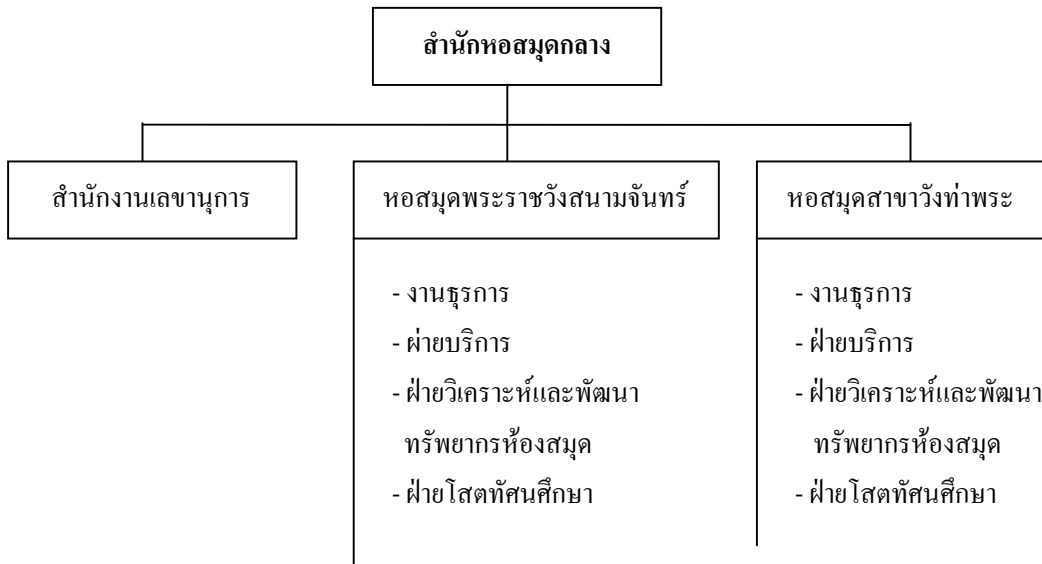 สำนักหอสมุดกลาง
สำนักงานเลขานุการ
หอสมุดพระราชวังสนามจันทร์
หอสมุดสาขาวังท่าพระ
- งานธุรการ
- ผ่ายบริการ
- ฝ่ายวิเคราะห์และพัฒนา
ทรัพยากรห้องสมุด
- ฝ่ายโสตทัศนศึกษา
- งานธุรการ
- ฝ่ายบริการ
- ฝ่ายวิเคราะห์และพัฒนา
ทรัพยากรห้องสมุด
- ฝ่ายโสตทัศนศึกษา